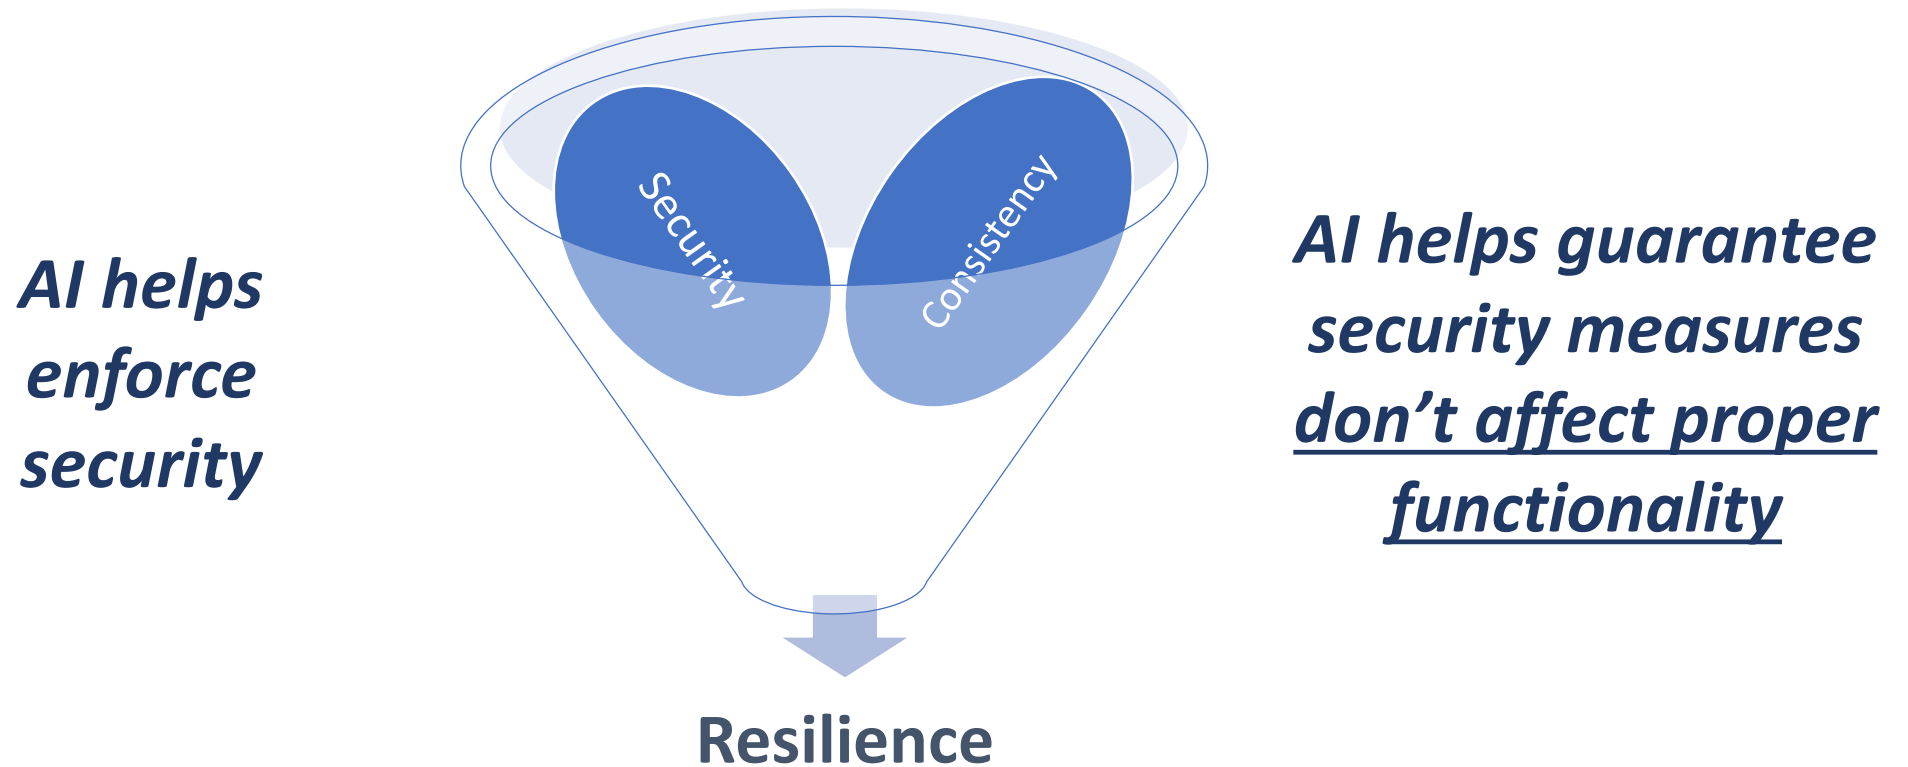 AI helps
enforce
security
Security
Consistency
AI helps guarantee
security measures
don’t affect proper
functionality
Resilience